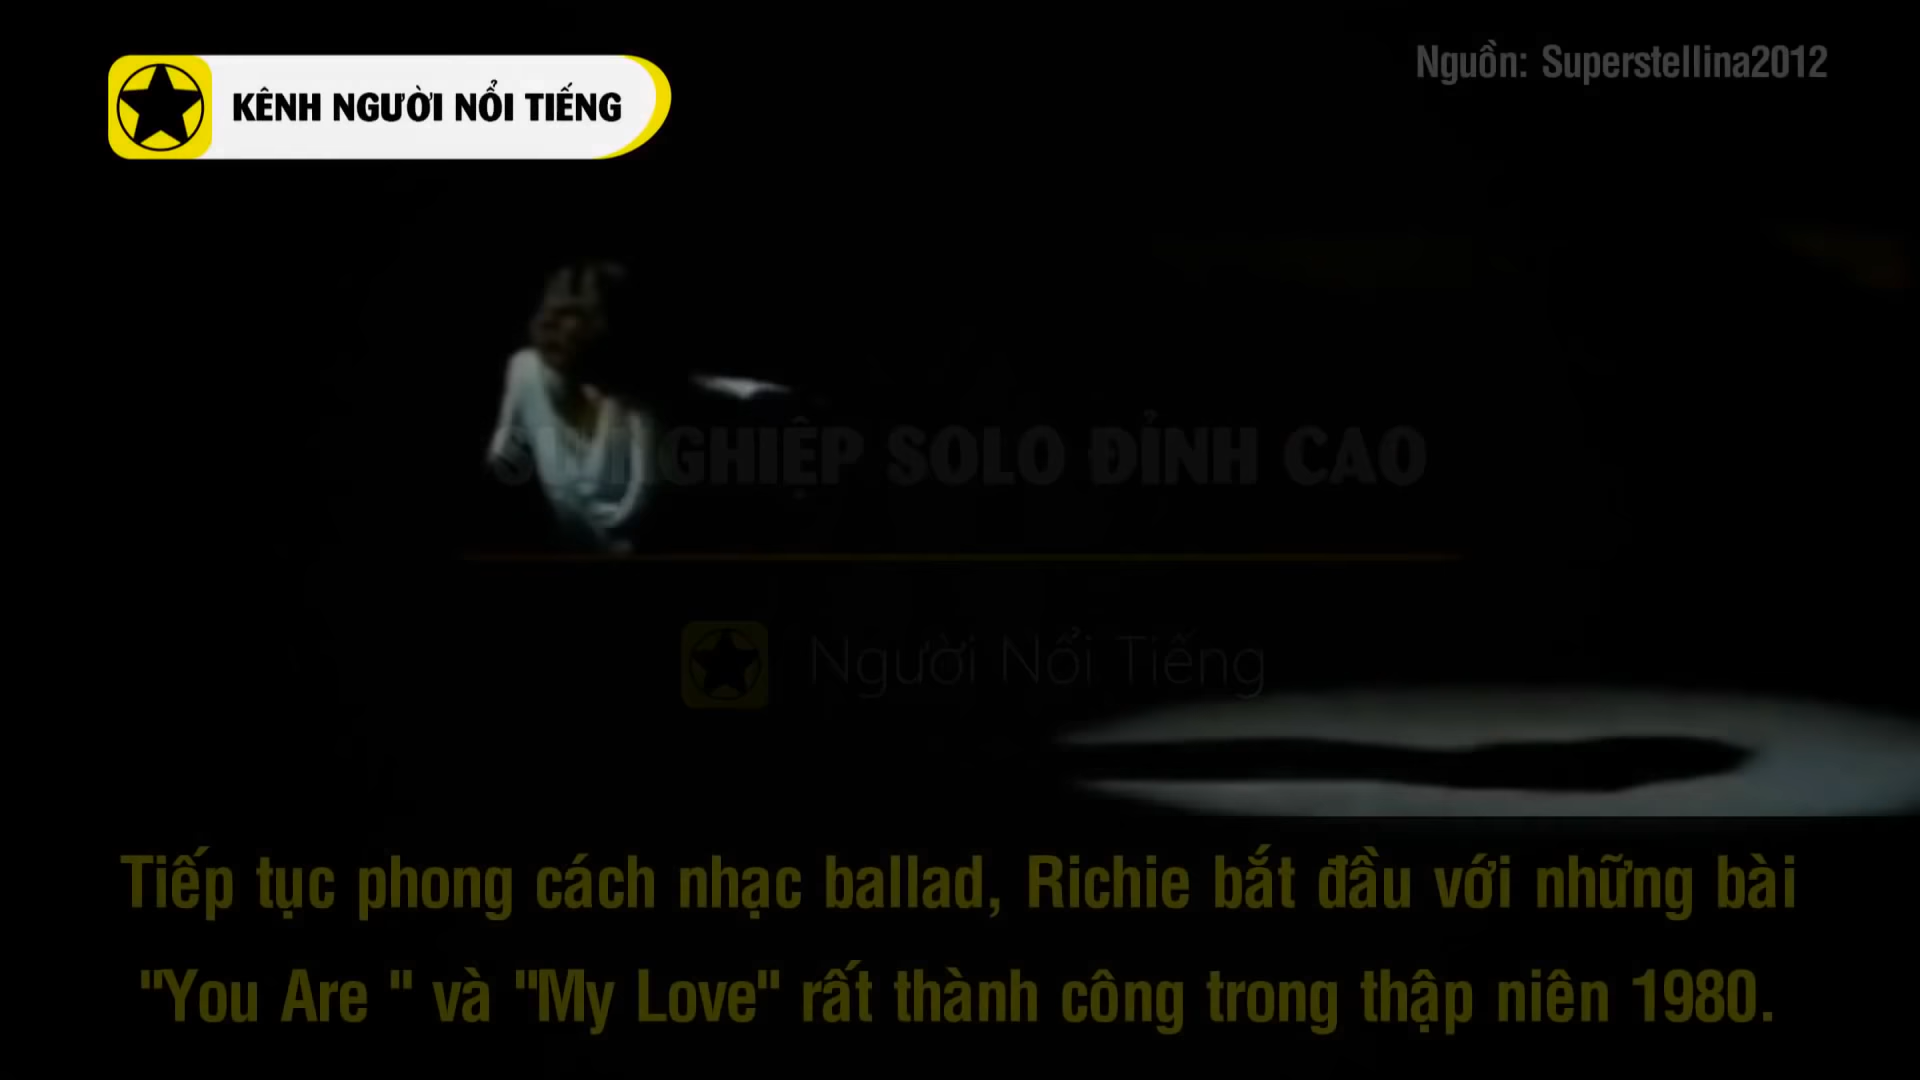 Nguồn: Superstellina2012
KÊNH NGƯỜI NỔI TIẾNG
NGHIỆP SOLO ĐỈNH CAO
Người Nổi Tiếng
Tiếp tục phong cách nhạc ballad, Richie bắt đầu với những bài
"You Are " và "My Love" rất thành công trong thập niên 1980.